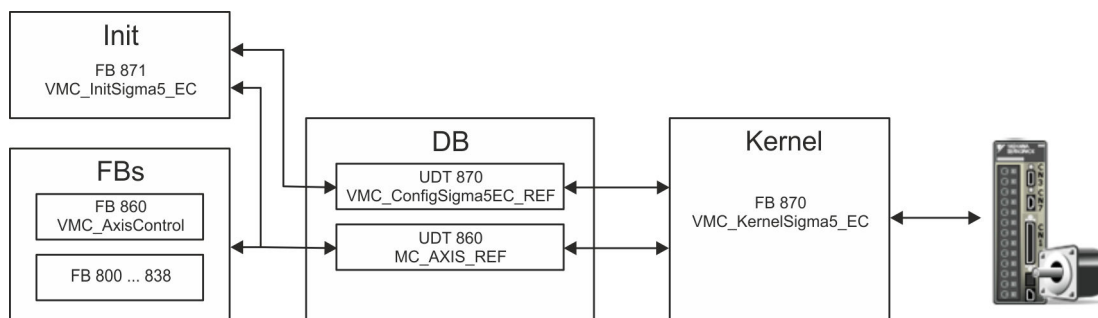 Init
FB 871
VMC_InitSigma5_EC
FBs
FB 860
VMC_AxisControl
FB 800 ... 838
DB
UDT 870
VMC_ConfigSigma5EC_REF
UDT 860
MC_AXIS_REF
Kernel
FB 870
VMC_KernelSigma5_EC